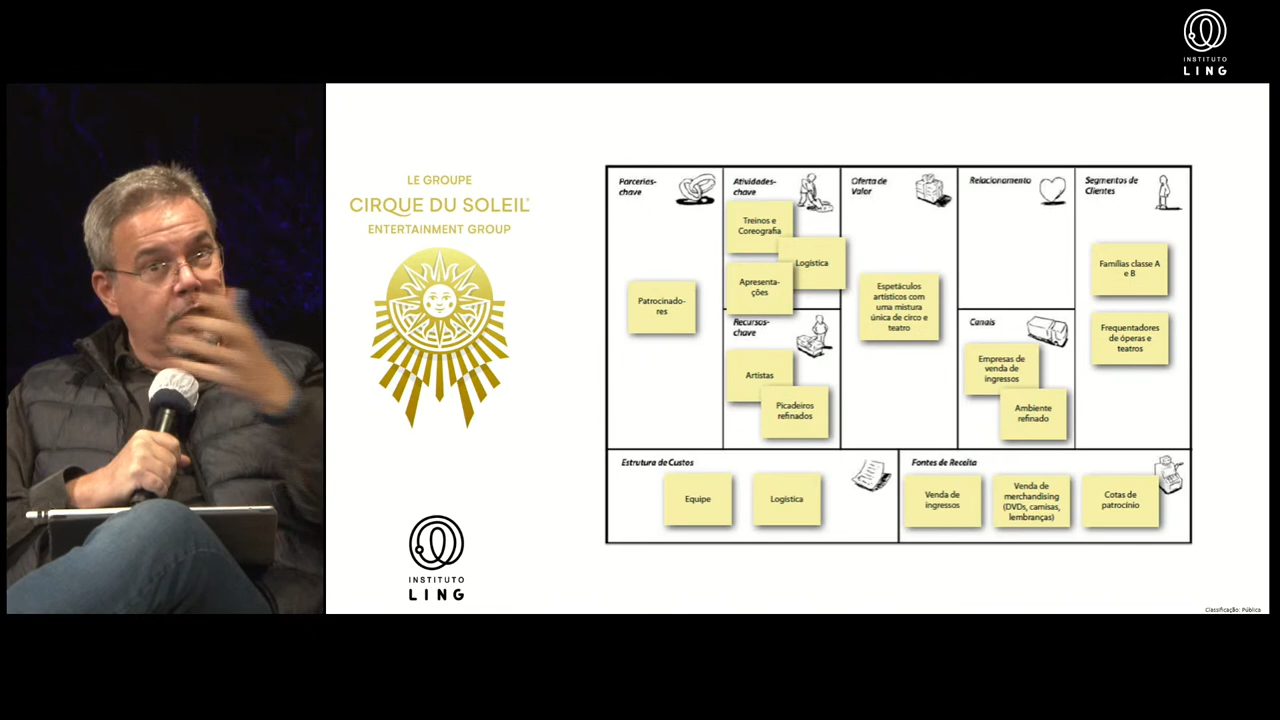 INSTITUTO
LING
LE GROUPE
CIRQUE DU SOLEIL
ENTERTAINMENT GROUP
INSTITUTO
LING
Parcerias-
chave
Patrocinado-
res
Atividades-
chave
Treinos e
Coreografia
Logística
Apresenta-
ções
Recursos-
chave
Artistas
Picadeiros
refinados
Oferta de
Valor
Espetáculos
artísticos com
uma mistura
única de circo e
teatro
Relacionamento
Canais
Empresas de
venda de
ingressos
Ambiente
refinado
Segmentos de
Clientes
Famílias classe A
e B
Frequentadores
de óperas e
teatros
Estrutura de Custos
Equipe
Logística
Fontes de Receita
Venda de
ingressos
Venda de
merchandising
(DVDs, camisas,
lembranças)
Cotas de
patrocínio
Classificação: Pública